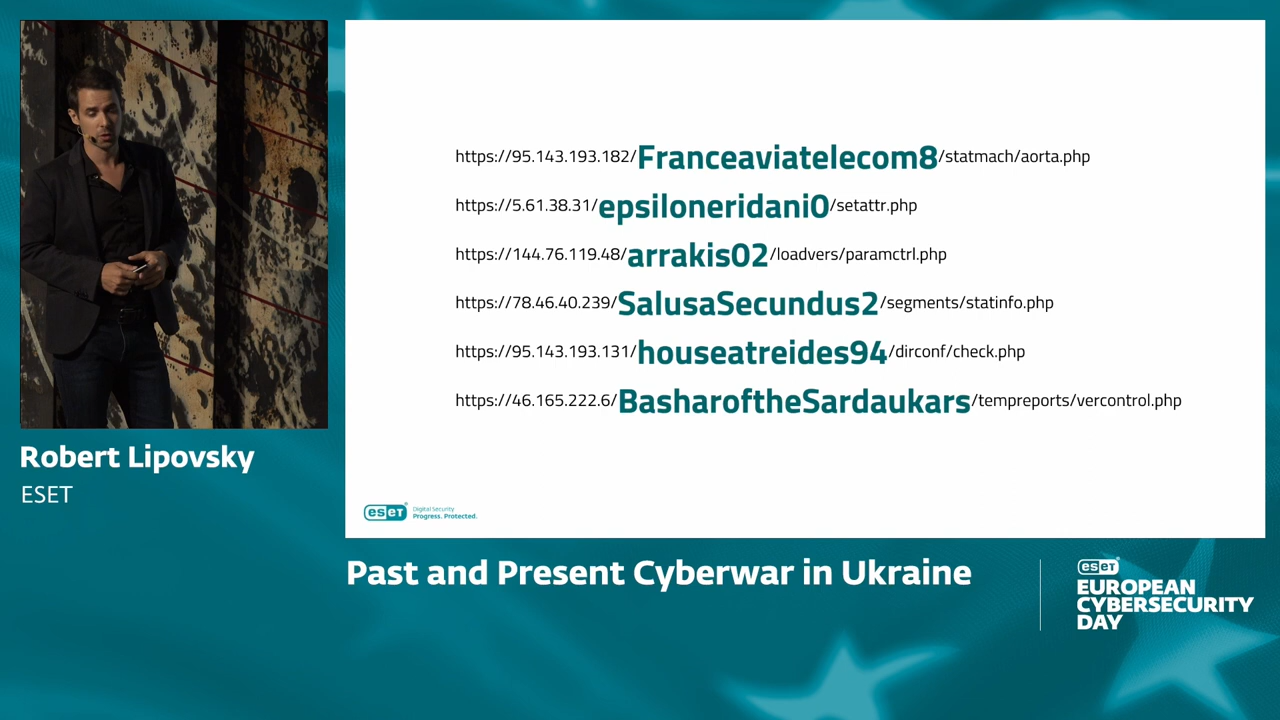 https://95.143.193.182/Franceaviatelecom8/statmach/aorta.php
https://5.61.38.31/epsiloneridani0/setattr.php
https://144.76.119.48/arrakis02/loadvers/paramctrl.php
https://78.46.40.239/SalusaSecundus2/segments/statinfo.php
https://95.143.193.131/houseatreides94/dirconf/check.php
https://46.165.222.6/BasharoftheSardaukars/tempreports/vercontrol.php
Robert Lipovsky
ESET
eset Digital Security
Progress. Protected.
Past and Present Cyberwar in Ukraine
eset
EUROPEAN
CYBERSECURITY
DAY